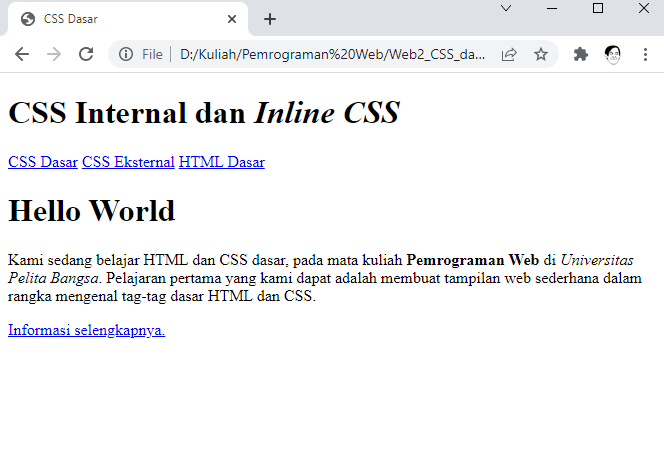 CSS Dasar
File | D:/Kuliah/Pemrograman%20Web/Web2_CSS_da...
CSS Internal dan Inline CSS
CSS Dasar CSS Eksternal HTML Dasar
Hello World
Kami sedang belajar HTML dan CSS dasar, pada mata kuliah Pemrograman Web di Universitas
Pelita Bangsa. Pelajaran pertama yang kami dapat adalah membuat tampilan web sederhana dalam
rangka mengenal tag-tag dasar HTML dan CSS.
Informasi selengkapnya.